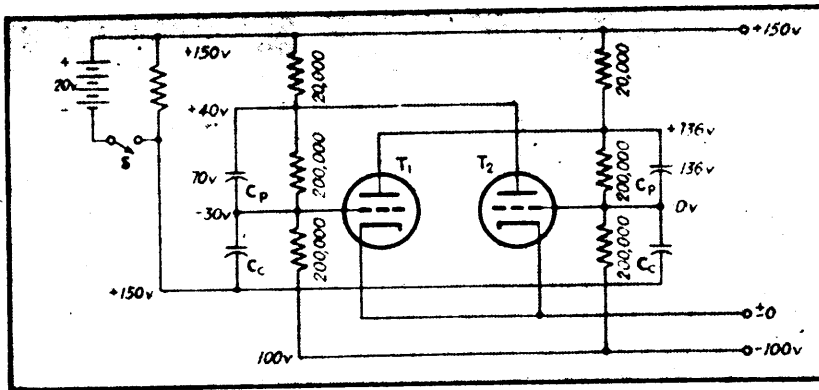 +150v
+150v
4
20v
-
S
20,000
20,000
+40v
+136v
70v
Cp
200,000
T1
T2
200,000
Cp
136v
-30v
0v
Cc
200,000
200,000
Cc
+150v
±0
100v
-100v